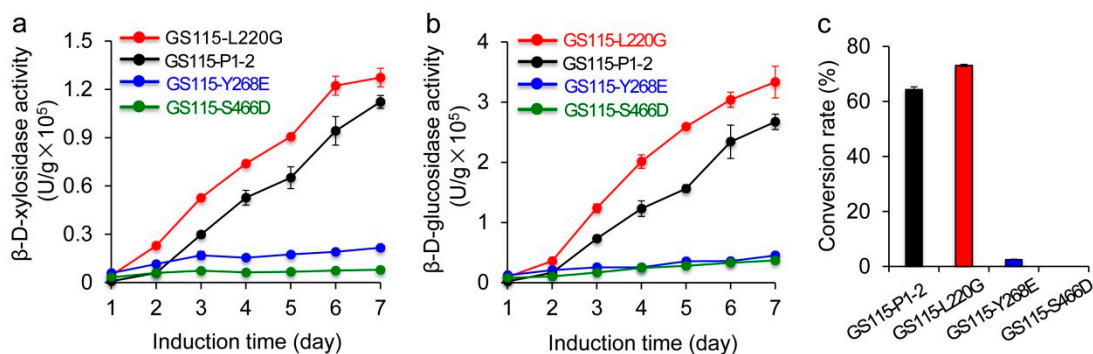 a
β-D-xylosidase activity
(U/g×10⁵)
1.5
1.2
0.9
0.6
0.3
0
GS115-L220G
GS115-P1-2
GS115-Y268E
GS115-S466D
1 2 3 4 5 6 7
Induction time (day)
b
β-D-glucosidase activity
(U/g×10⁵)
4
3
2
1
0
GS115-L220G
GS115-P1-2
GS115-Y268E
GS115-S466D
1 2 3 4 5 6 7
Induction time (day)
c
Conversion rate (%)
80
60
40
20
0
GS115-P1-2
GS115-L220G
GS115-Y268E
GS115-S466D